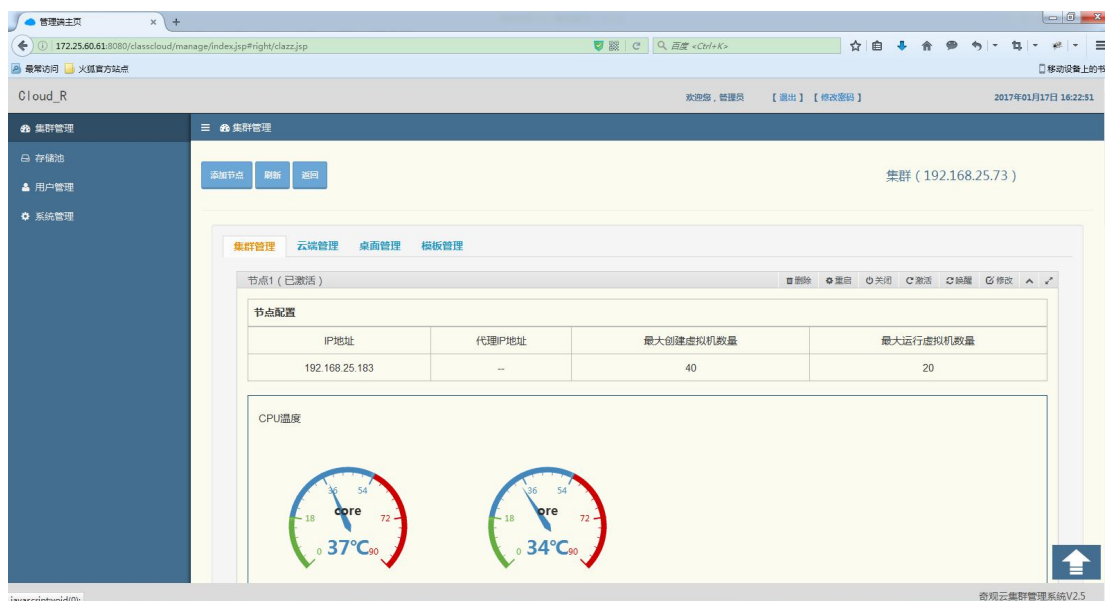 管理端主页 × +
172.25.60.61:8080/classcloud/manage/index.jsp#right/clazz.jsp 百度 <Ctrl+K>
最常访问 火狐官方站点 移动设备上的书
Cloud_R 欢迎您，管理员 【退出】 【修改密码】 2017年01月17日 16:22:51
集群管理
存储池
用户管理
系统管理
集群管理
添加节点 刷新 返回 集群（192.168.25.73）
集群管理 云端管理 桌面管理 模板管理
节点1（已激活） 删除 重启 关闭 激活 唤醒 修改
节点配置
IP地址 代理IP地址 最大创建虚拟机数量 最大运行虚拟机数量
192.168.25.183 -- 40 20
CPU温度
36 54
18 core 72
0 37℃ 90
36 54
18 ore 72
0 34℃ 90
javascript:void(0); 奇观云集群管理系统V2.5